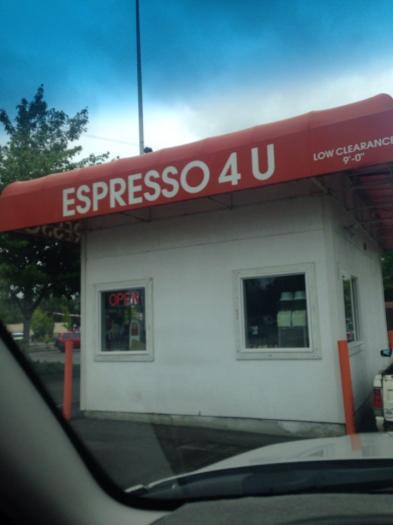 ESPRESSO 4 U
LOW CLEARANCE
9'-0"
OPEN